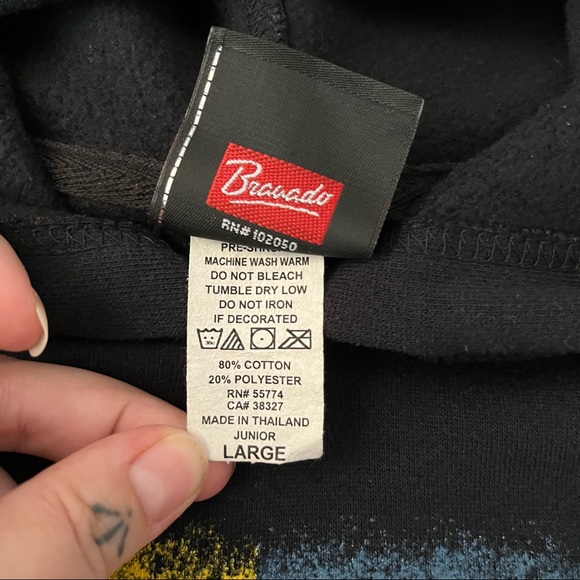 Bravado
RN# 102050
PRE-SHRUNK
MACHINE WASH WARM
DO NOT BLEACH
TUMBLE DRY LOW
DO NOT IRON
IF DECORATED
80% COTTON
20% POLYESTER
RN# 55774
CA# 38327
MADE IN THAILAND
JUNIOR
LARGE